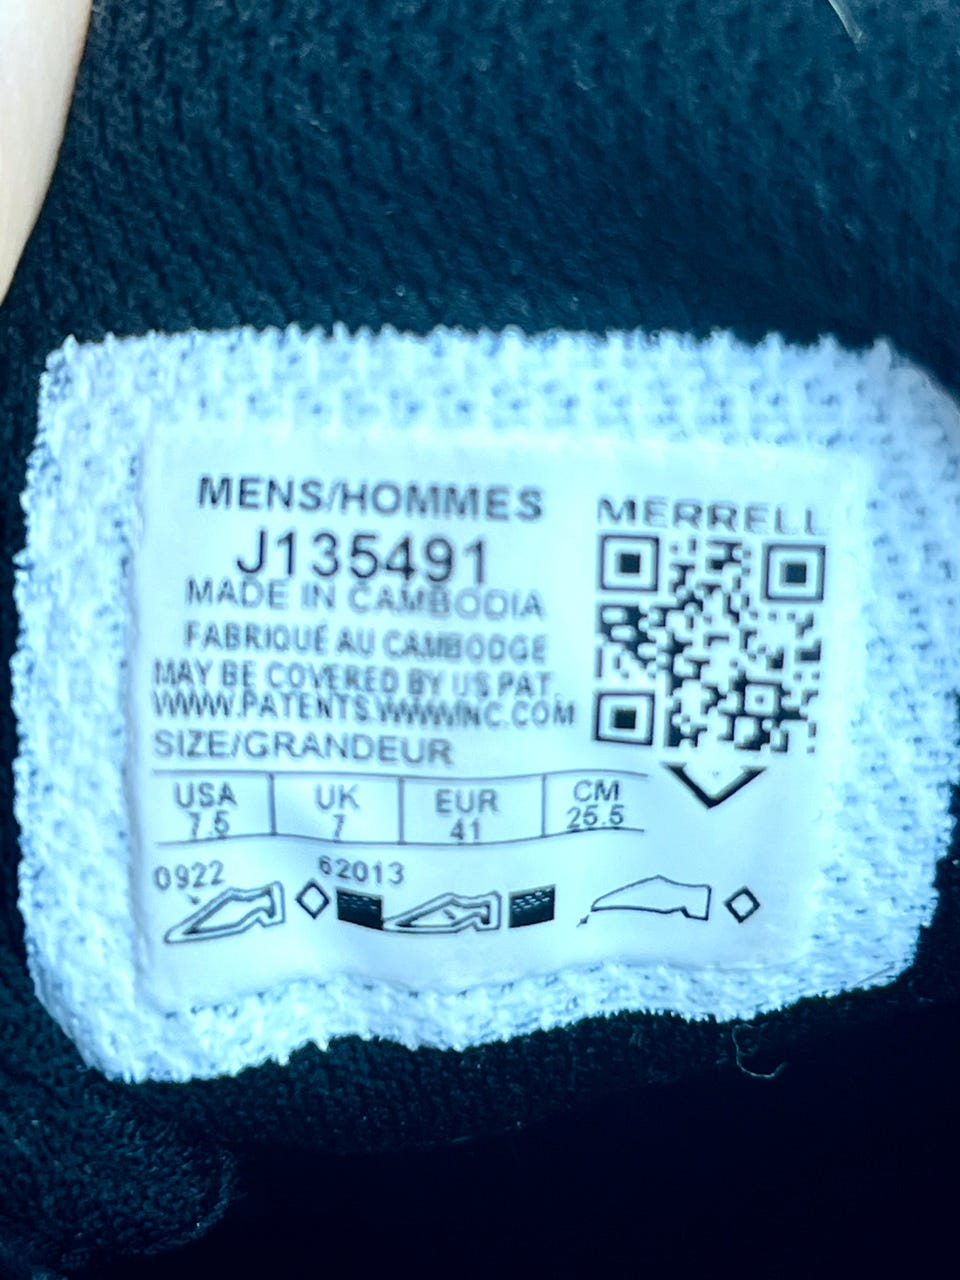 MENS/HOMMES
J135491
MADE IN CAMBODIA
FABRIQUÉ AU CAMBODGE
MAY BE COVERED BY US PAT.
WWW.PATENTS.WWWINC.COM
SIZE/GRANDEUR
USA UK EUR CM
7.5 7 41 25.5
0922 62013
MERRELL